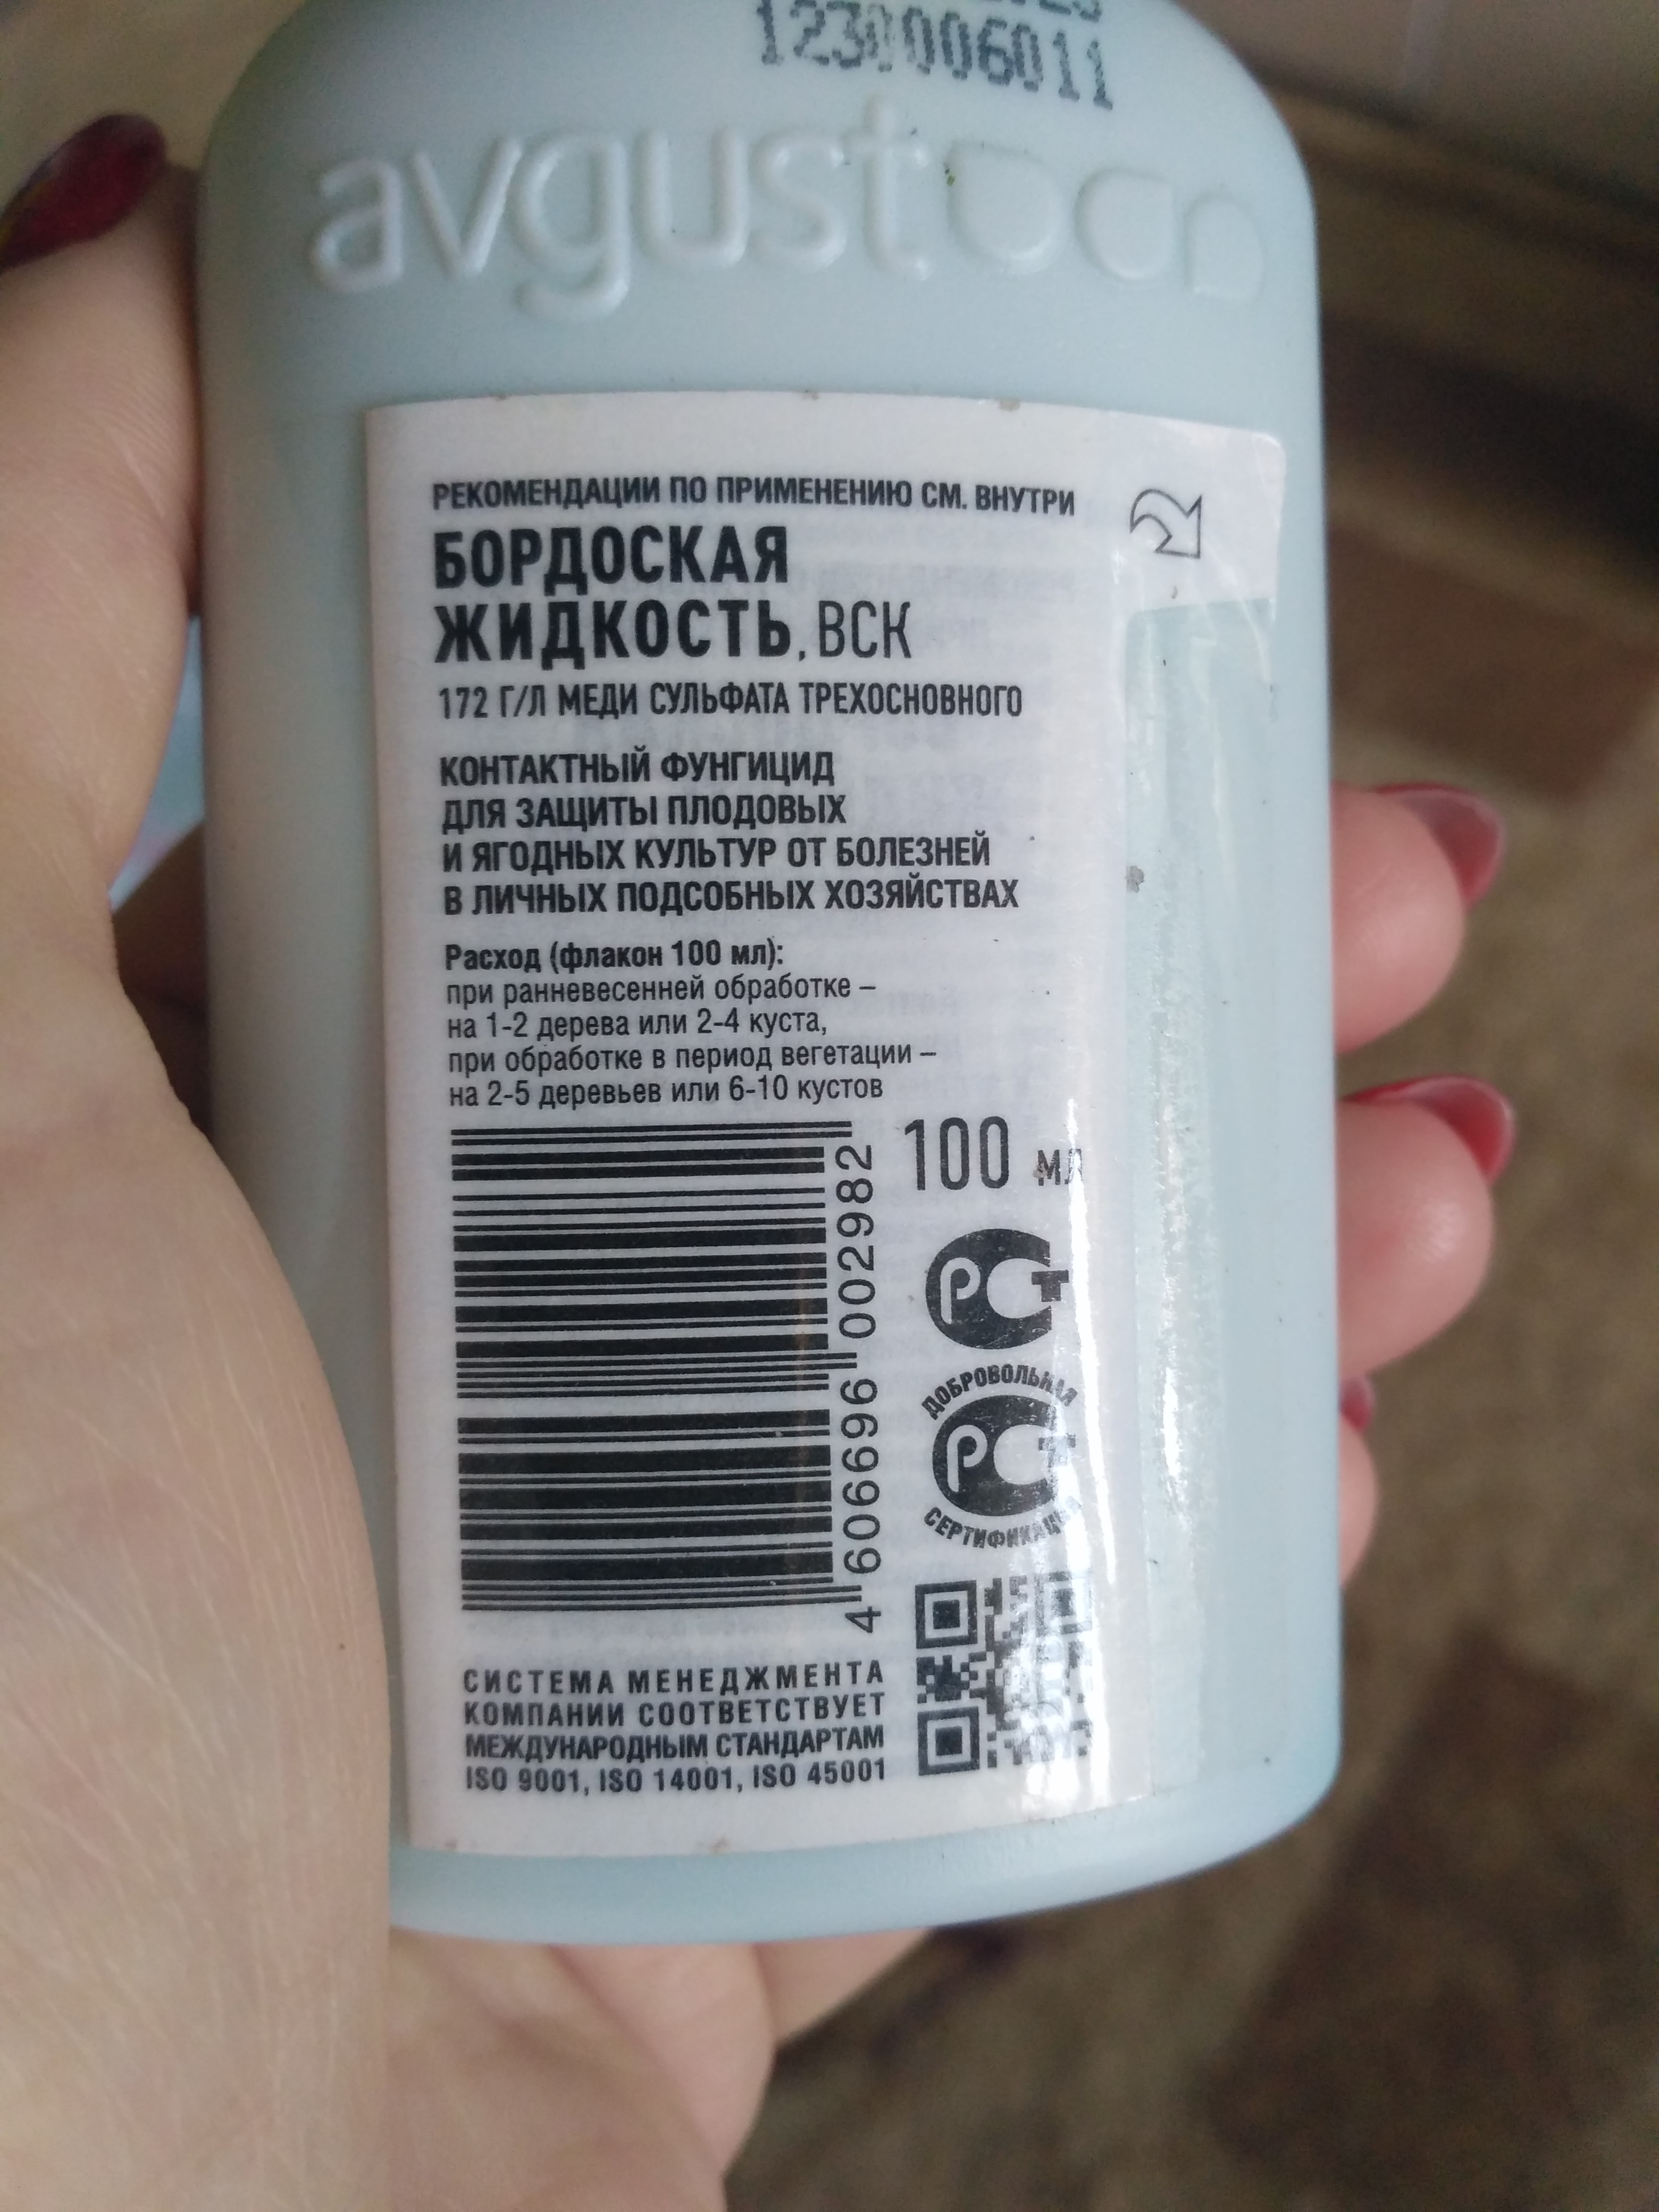 1230006011
avgust
РЕКОМЕНДАЦИИ ПО ПРИМЕНЕНИЮ СМ. ВНУТРИ
БОРДОСКАЯ
ЖИДКОСТЬ, ВСК
172 Г/Л МЕДИ СУЛЬФАТА ТРЕХОСНОВНОГО
КОНТАКТНЫЙ ФУНГИЦИД
ДЛЯ ЗАЩИТЫ ПЛОДОВЫХ
И ЯГОДНЫХ КУЛЬТУР ОТ БОЛЕЗНЕЙ
В ЛИЧНЫХ ПОДСОБНЫХ ХОЗЯЙСТВАХ
Расход (флакон 100 мл):
при ранневесенней обработке –
на 1-2 дерева или 2-4 куста,
при обработке в период вегетации –
на 2-5 деревьев или 6-10 кустов
100 мл
4 606696 002982
РСТ
ДОБРОВОЛЬНАЯ
РСТ
СЕРТИФИКАЦИЯ
СИСТЕМА МЕНЕДЖМЕНТА
КОМПАНИИ СООТВЕТСТВУЕТ
МЕЖДУНАРОДНЫМ СТАНДАРТАМ
ISO 9001, ISO 14001, ISO 45001